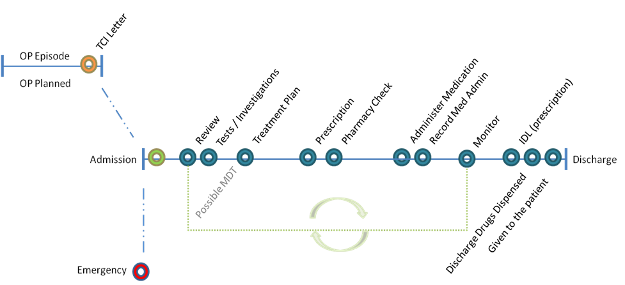 TCI Letter
OP Episode
OP Planned
Admission
Review
Tests / Investigations
Treatment Plan
Possible MDT
Prescription
Pharmacy Check
Administer Medication
Record Med Admin
Monitor
IDL (prescription)
Discharge Drugs Dispensed
Given to the patient
Discharge
Emergency